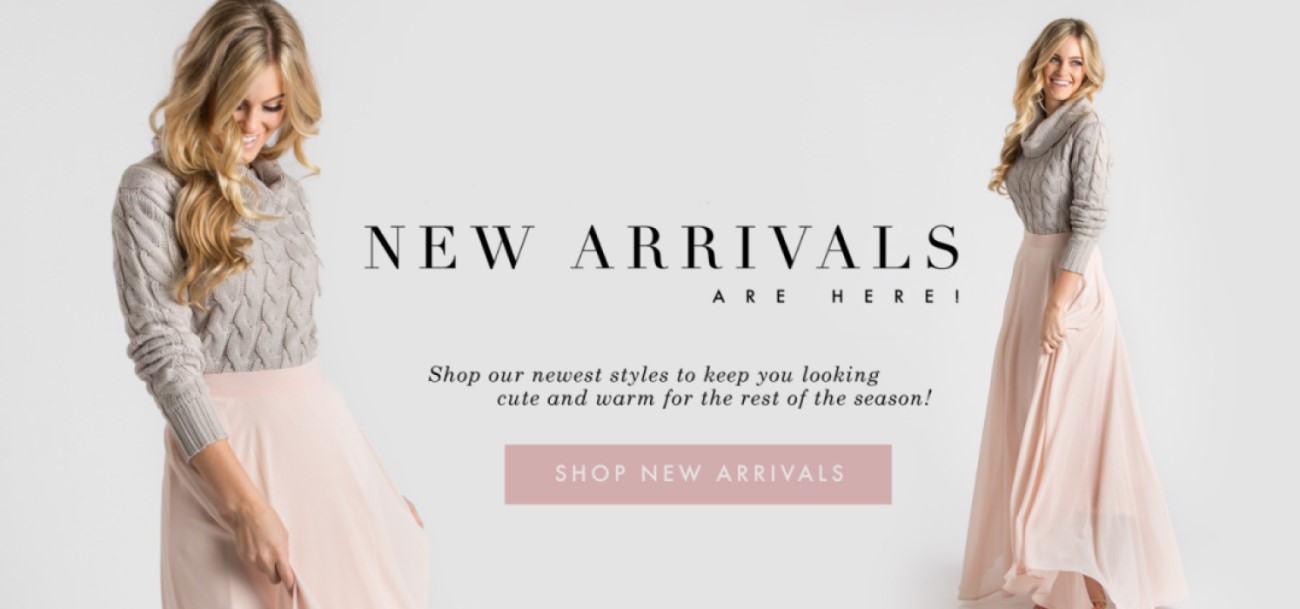 NEW ARRIVALS
ARE HERE!
Shop our newest styles to keep you looking
cute and warm for the rest of the season!
SHOP NEW ARRIVALS